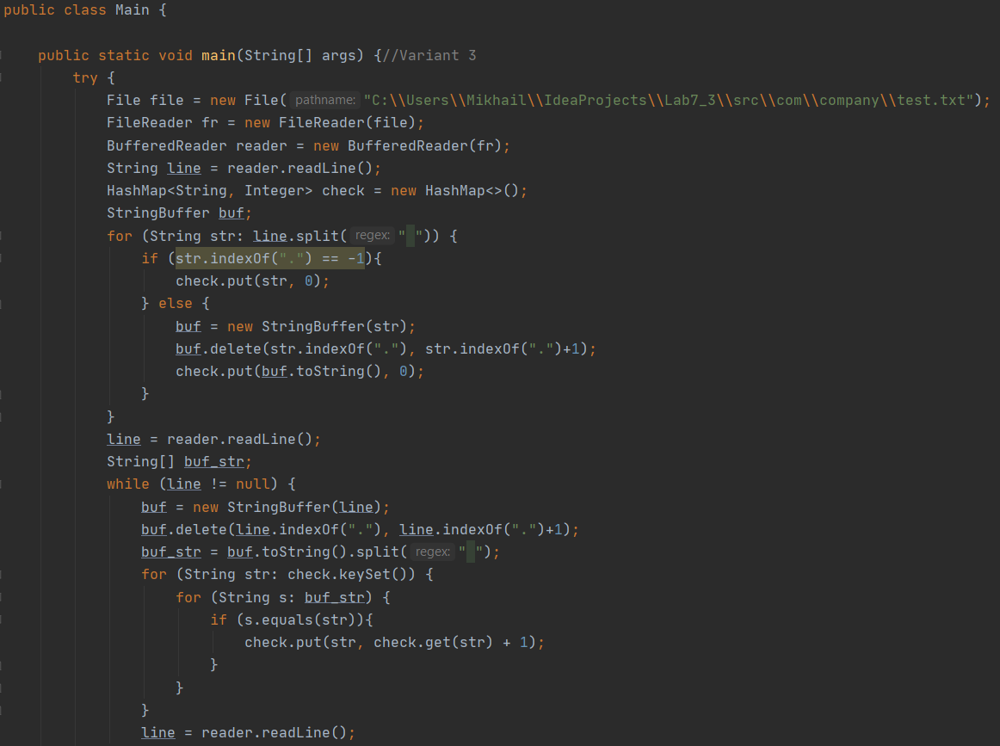 public class Main {
public static void main(String[] args) {//Variant 3
try {
File file = new File( pathname: "C:\\Users\\Mikhail\\IdeaProjects\\Lab7_3\\src\\com\\company\\test.txt");
FileReader fr = new FileReader(file);
BufferedReader reader = new BufferedReader(fr);
String line = reader.readLine();
HashMap<String, Integer> check = new HashMap<>();
StringBuffer buf;
for (String str: line.split( regex: " ")) {
if (str.indexOf(".") == -1){
check.put(str, 0);
} else {
buf = new StringBuffer(str);
buf.delete(str.indexOf("."), str.indexOf(".")+1);
check.put(buf.toString(), 0);
}
}
line = reader.readLine();
String[] buf_str;
while (line != null) {
buf = new StringBuffer(line);
buf.delete(line.indexOf("."), line.indexOf(".")+1);
buf_str = buf.toString().split( regex: " ");
for (String str: check.keySet()) {
for (String s: buf_str) {
if (s.equals(str)){
check.put(str, check.get(str) + 1);
}
}
}
line = reader.readLine();